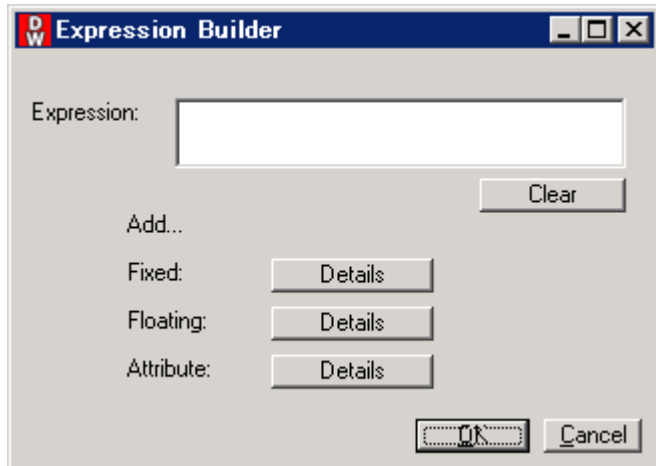 DW Expression Builder
Expression:
Clear
Add...
Fixed: Details
Floating: Details
Attribute: Details
OK Cancel